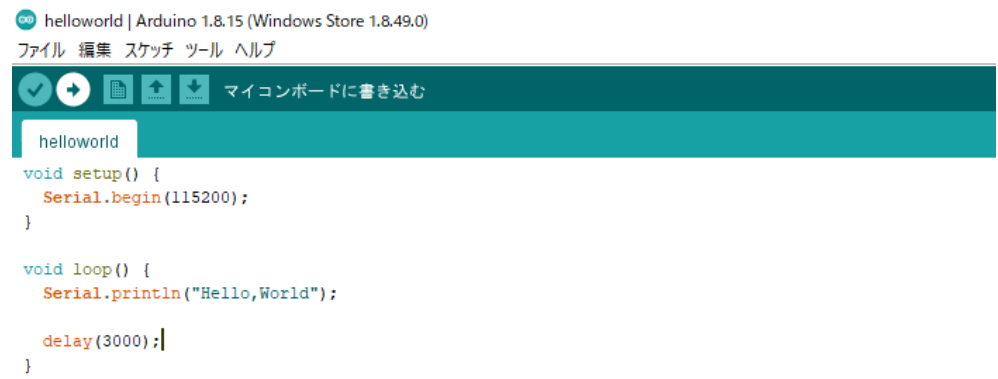 helloworld | Arduino 1.8.15 (Windows Store 1.8.49.0)
ファイル 編集 スケッチ ツール ヘルプ
マイコンボードに書き込む
helloworld
void setup() {
  Serial.begin(115200);
}
void loop() {
  Serial.println("Hello,World");
  delay(3000);
}